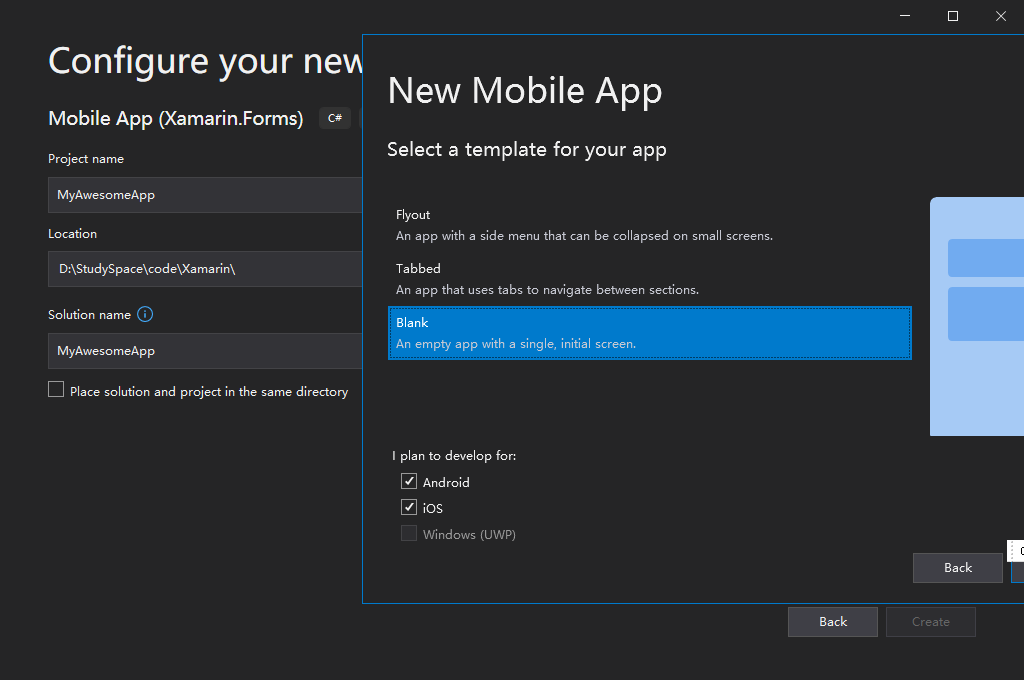 Configure your new
Mobile App (Xamarin.Forms) C#
Project name
MyAwesomeApp
Location
D:\StudySpace\code\Xamarin\
Solution name
MyAwesomeApp
Place solution and project in the same directory
New Mobile App
Select a template for your app
Flyout
An app with a side menu that can be collapsed on small screens.
Tabbed
An app that uses tabs to navigate between sections.
Blank
An empty app with a single, initial screen.
I plan to develop for:
Android
iOS
Windows (UWP)
Back
Back Create